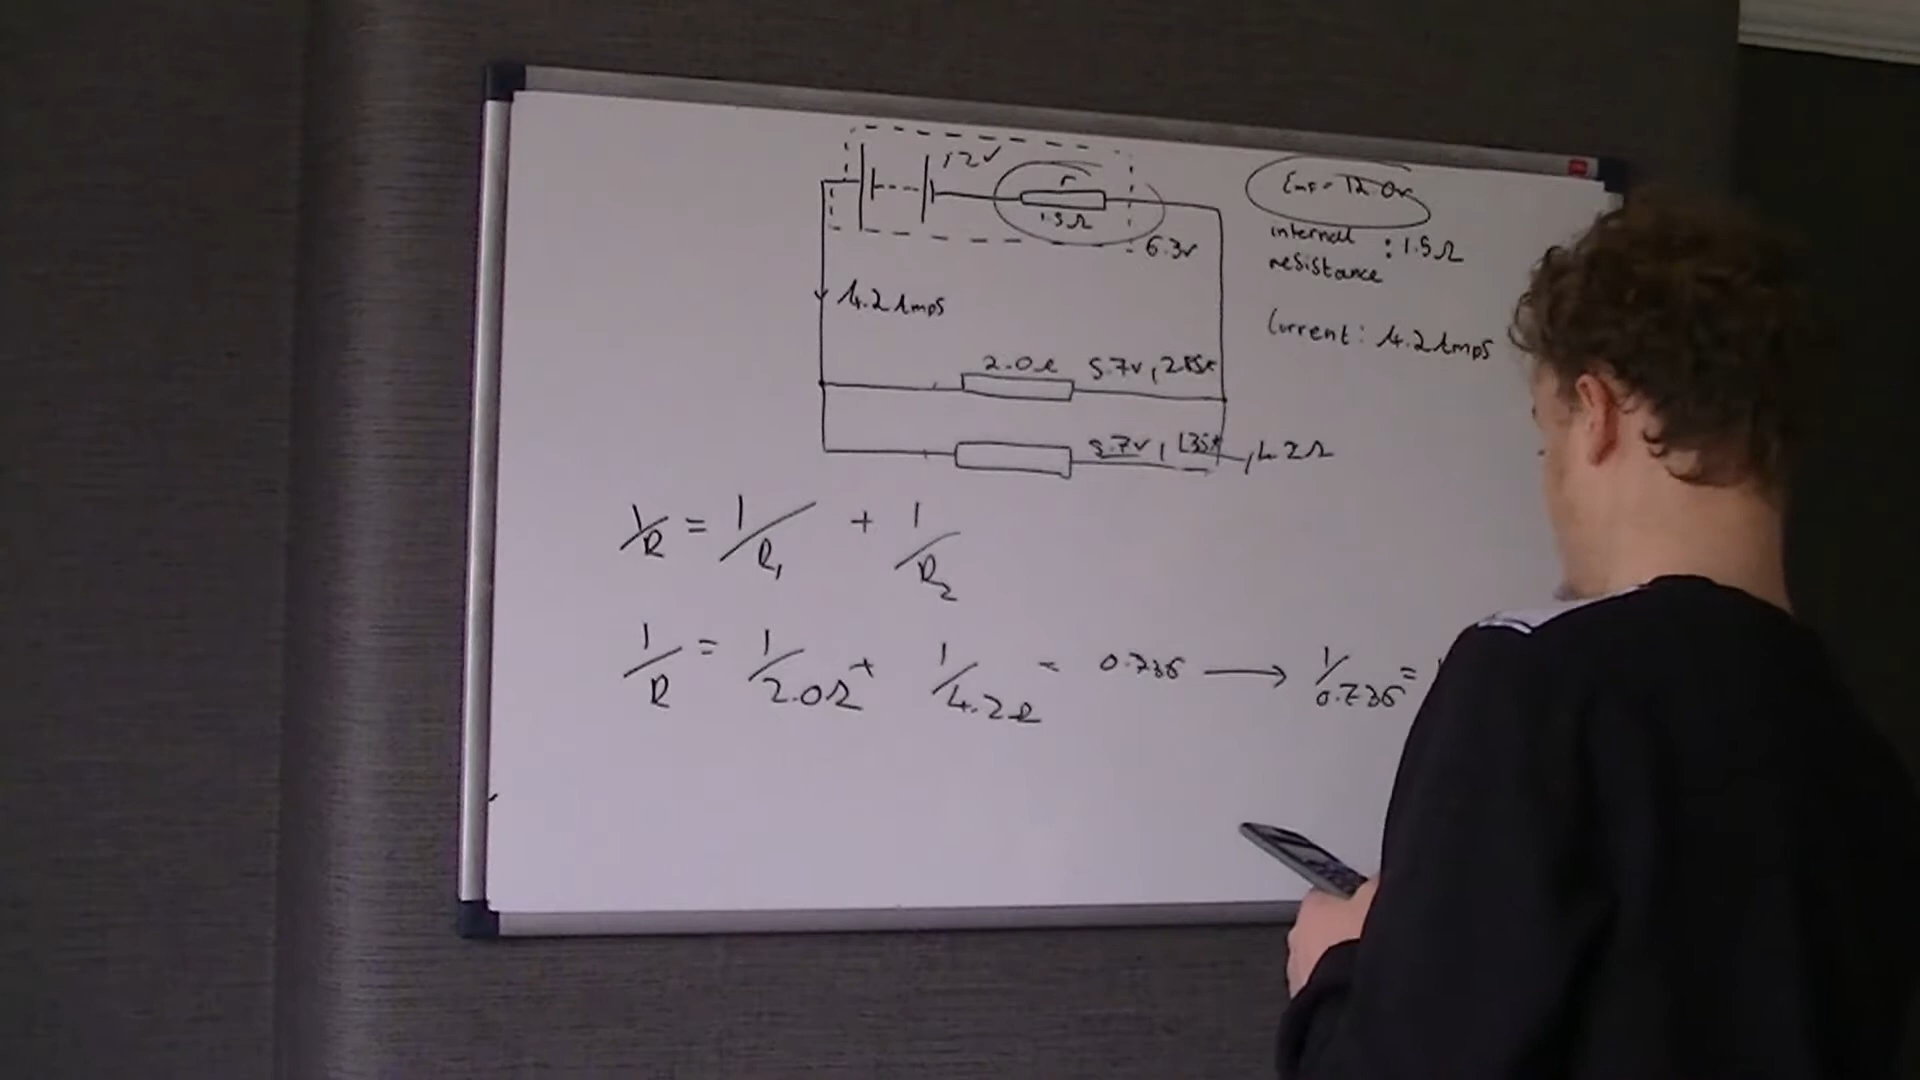 12V
r
1.5Ω
6.3v
Emf = 12.0v
internal : 1.5Ω
resistance
4.2Amps
Current: 4.2Amps
2.0Ω 5.7v, 2.85A
5.7v, 1.35A, 4.2Ω
1/R = 1/R₁ + 1/R₂
1/R = 1/2.0Ω + 1/4.2Ω = 0.736 → 1/0.736 =